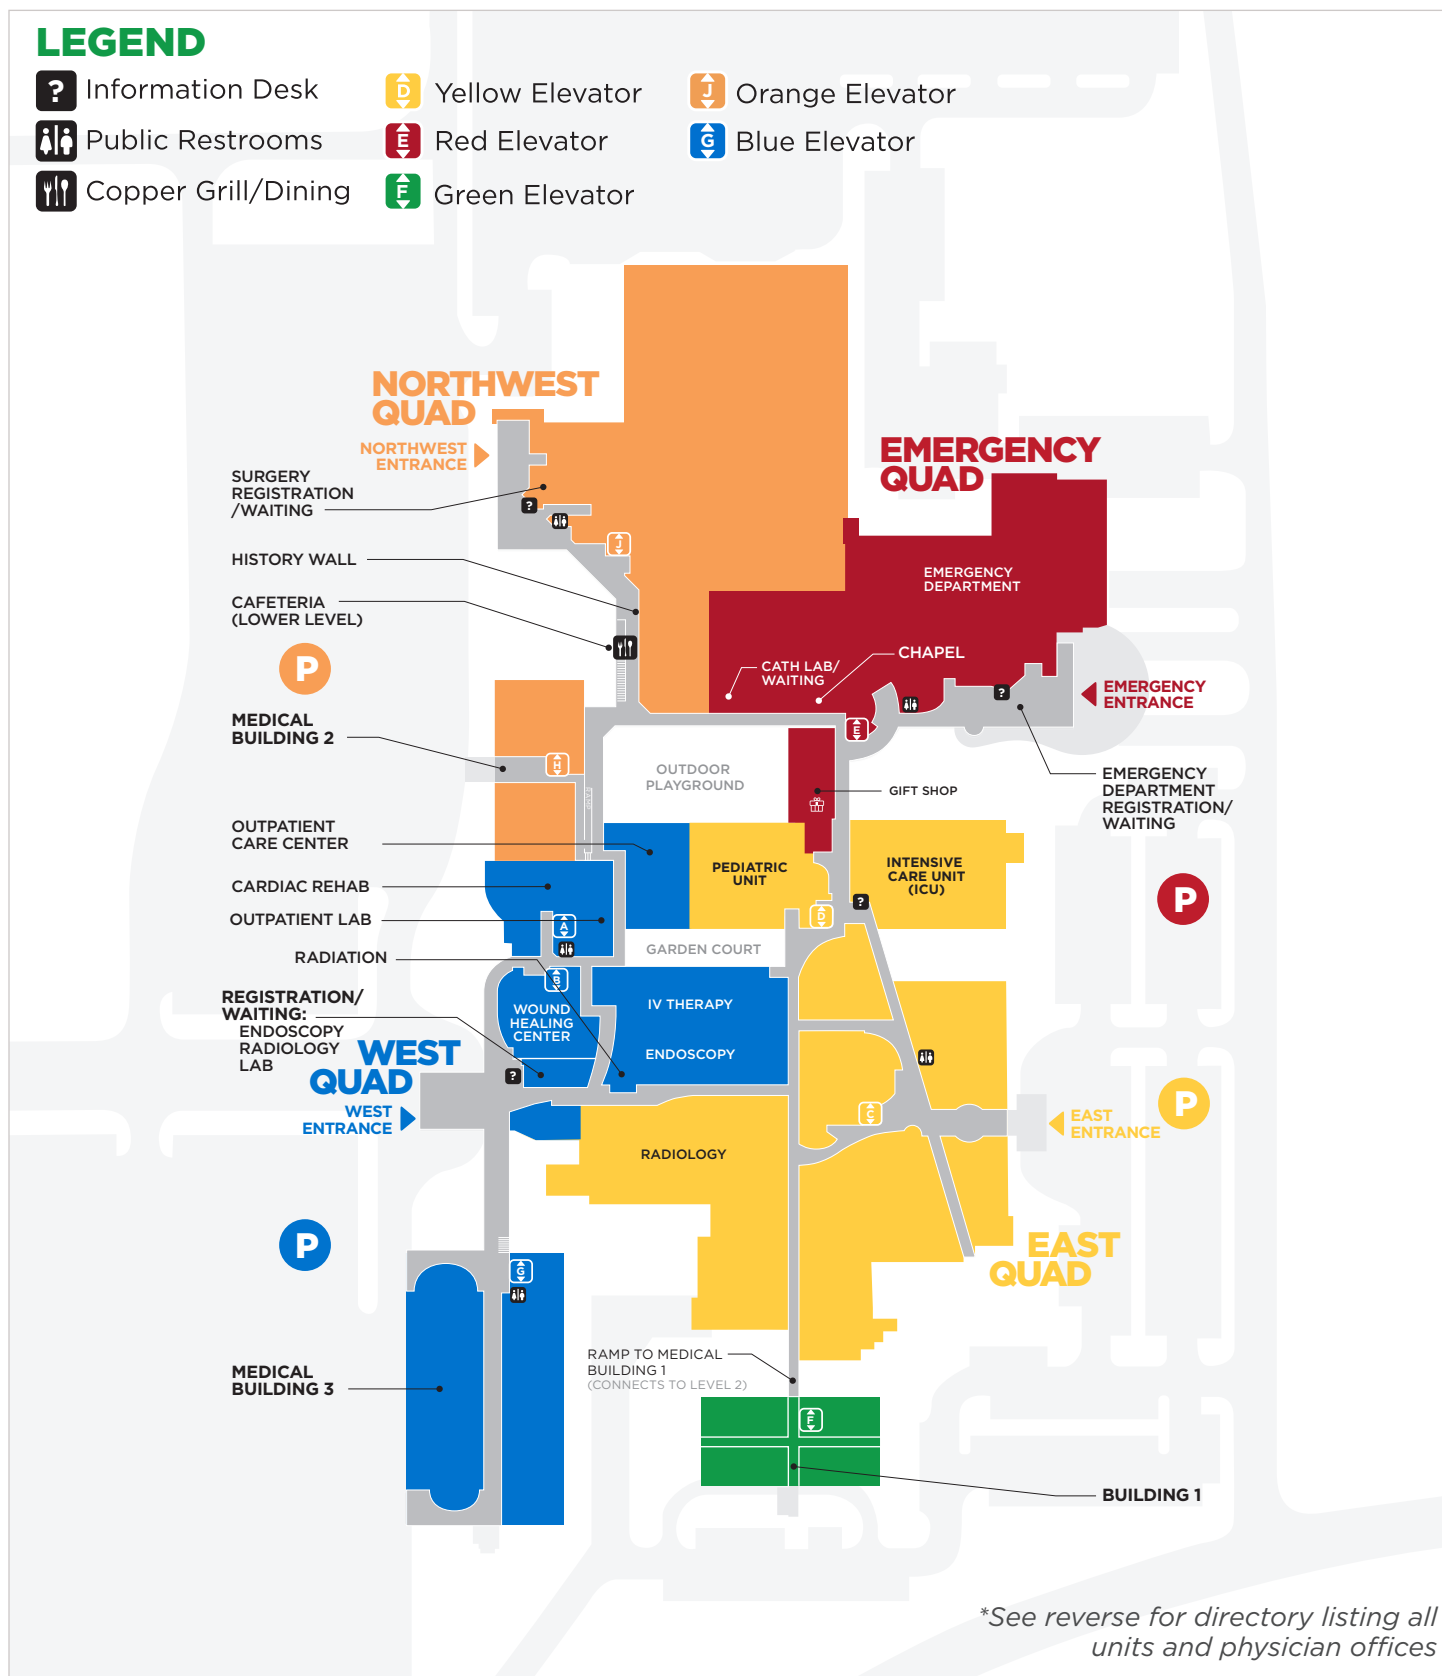 LEGEND
? Information Desk
Public Restrooms
Copper Grill/Dining
D Yellow Elevator
E Red Elevator
F Green Elevator
J Orange Elevator
G Blue Elevator
NORTHWEST
QUAD
NORTHWEST
ENTRANCE
EMERGENCY
QUAD
SURGERY
REGISTRATION
/WAITING
?
J
HISTORY WALL
CAFETERIA
(LOWER LEVEL)
EMERGENCY
DEPARTMENT
CHAPEL
CATH LAB/
WAITING
?
EMERGENCY
ENTRANCE
P
E
MEDICAL
BUILDING 2
H
OUTDOOR
PLAYGROUND
GIFT SHOP
EMERGENCY
DEPARTMENT
REGISTRATION/
WAITING
RAMP
OUTPATIENT
CARE CENTER
PEDIATRIC
UNIT
INTENSIVE
CARE UNIT
(ICU)
CARDIAC REHAB
OUTPATIENT LAB
A
D
?
P
GARDEN COURT
RADIATION
B
REGISTRATION/
WAITING:
ENDOSCOPY
RADIOLOGY
LAB
WOUND
HEALING
CENTER
IV THERAPY
ENDOSCOPY
WEST
QUAD
?
WEST
ENTRANCE
C
P
EAST
ENTRANCE
RADIOLOGY
P
EAST
QUAD
G
MEDICAL
BUILDING 3
RAMP TO MEDICAL
BUILDING 1
(CONNECTS TO LEVEL 2)
F
BUILDING 1
*See reverse for directory listing all
units and physician offices